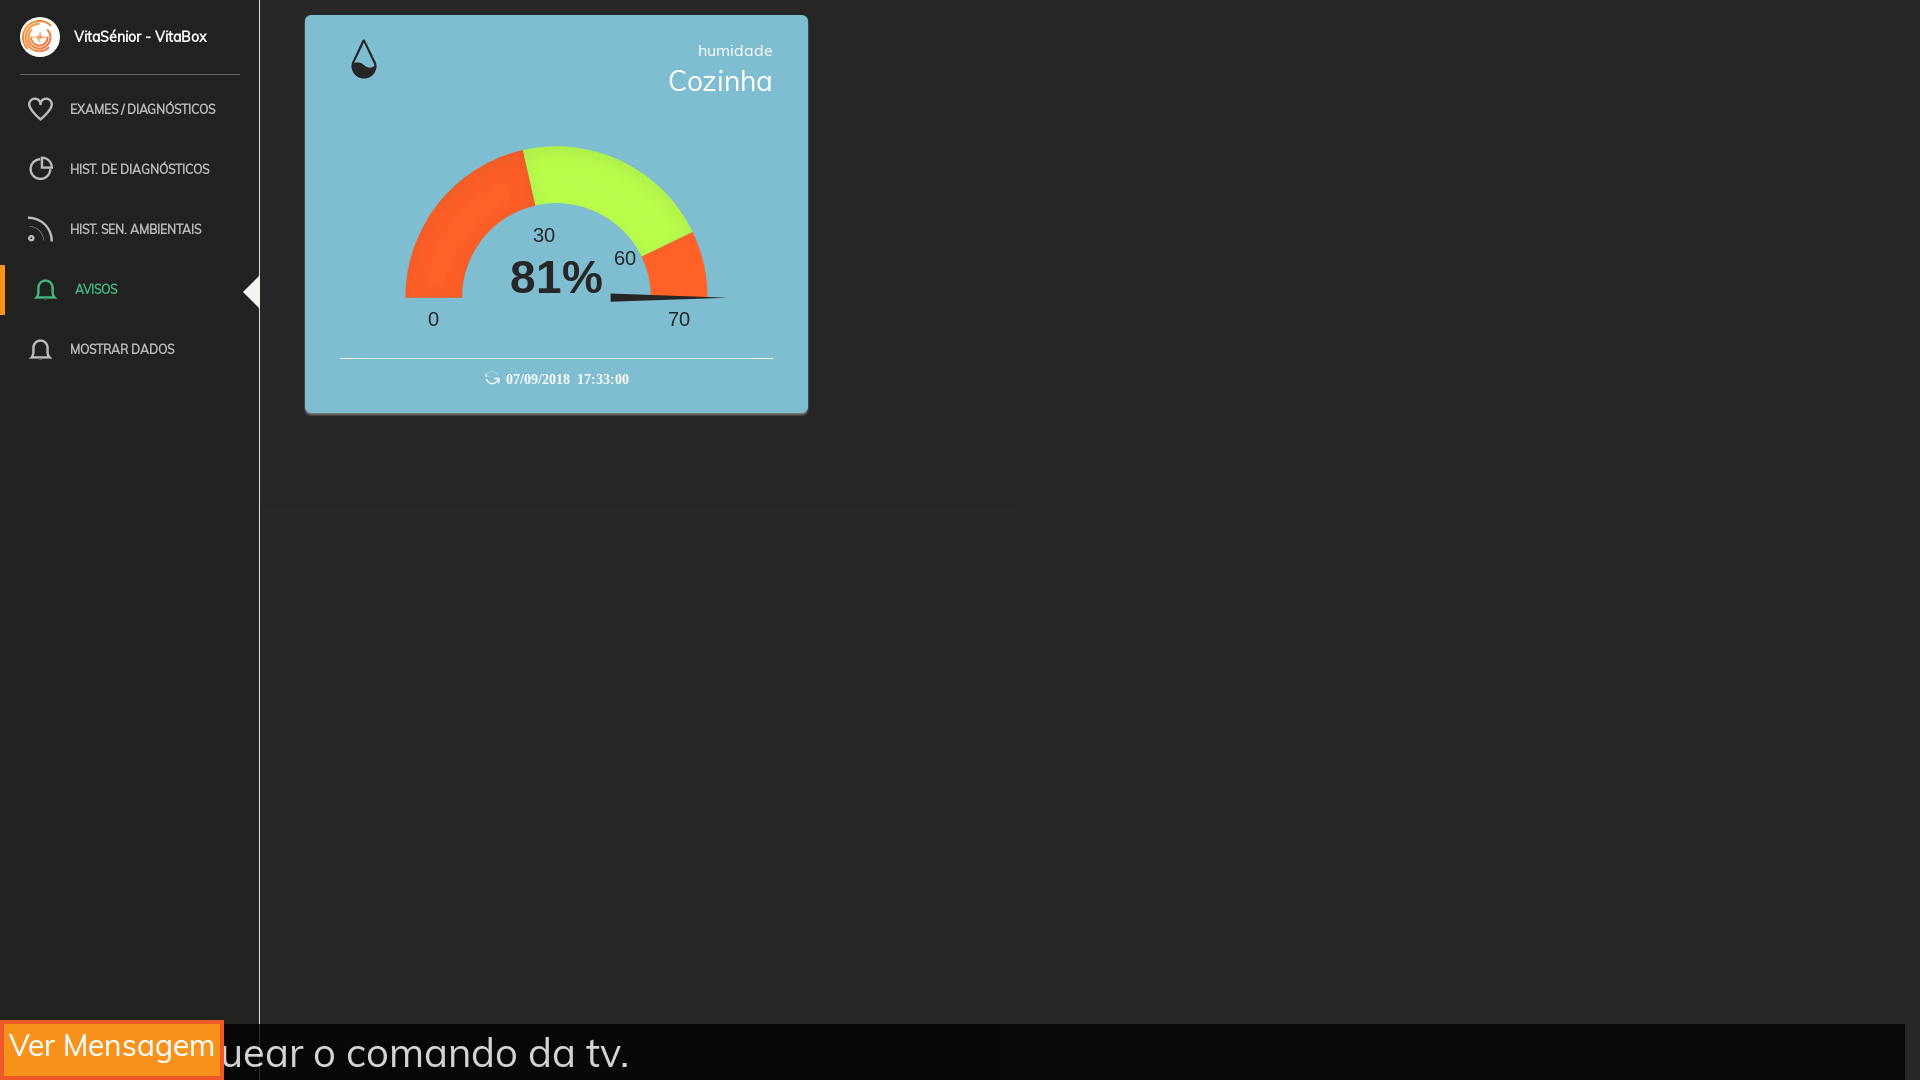 VitaSénior - VitaBox
EXAMES / DIAGNÓSTICOS
HIST. DE DIAGNÓSTICOS
HIST. SEN. AMBIENTAIS
AVISOS
MOSTRAR DADOS
humidade
Cozinha
30
60
81%
0
70
07/09/2018 17:33:00
Ver Mensagem
o comando da tv.